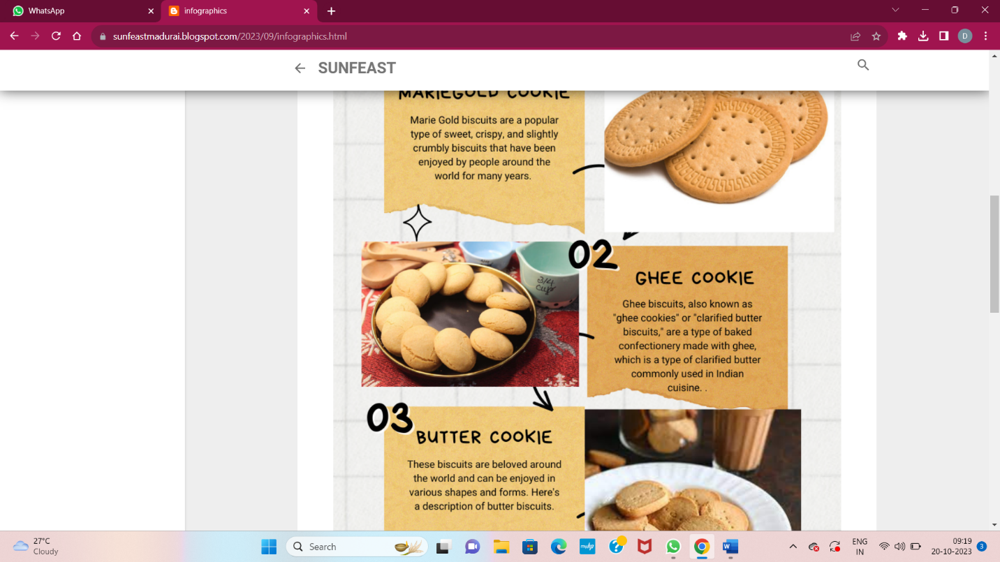 WhatsApp
infographics
sunfeastmadurai.blogspot.com/2023/09/infographics.html
D
SUNFEAST
MARIEGOLD COOKIE
Marie Gold biscuits are a popular
type of sweet, crispy, and slightly
crumbly biscuits that have been
enjoyed by people around the
world for many years.
3/4
cup
02
GHEE COOKIE
Ghee biscuits, also known as
"ghee cookies" or "clarified butter
biscuits," are a type of baked
confectionery made with ghee,
which is a type of clarified butter
commonly used in Indian
cuisine. .
03
BUTTER COOKIE
These biscuits are beloved around
the world and can be enjoyed in
various shapes and forms. Here's
a description of butter biscuits.
27°C
Cloudy
Search
myhp
ENG
IN
09:19
20-10-2023
3